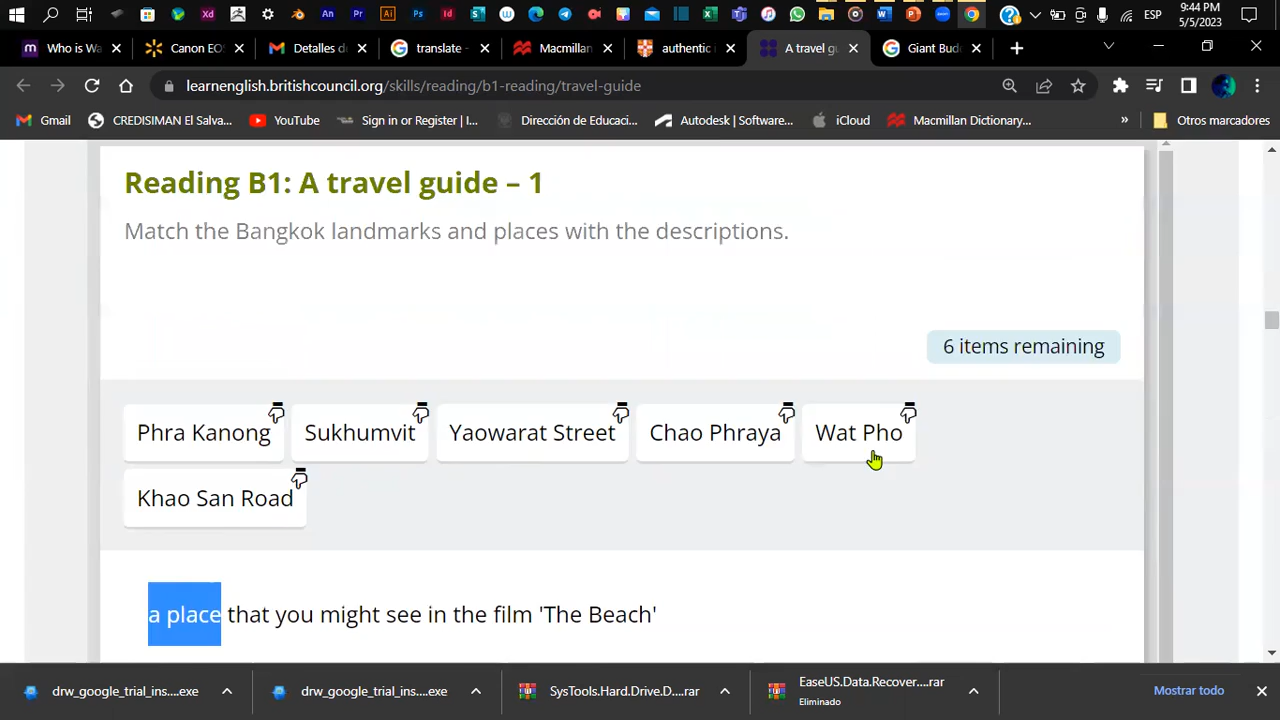 9:44 PM
ESP
5/5/2023
Who is Wa
Canon EOS
Detalles d
translate -
Macmillan
authentic i
A travel gu
Giant Bud
learnenglish.britishcouncil.org/skills/reading/b1-reading/travel-guide
Gmail
CREDISIMAN El Salva...
YouTube
Sign in or Register | I...
Dirección de Educaci...
Autodesk | Software...
iCloud
Macmillan Dictionary...
»
Otros marcadores
Reading B1: A travel guide – 1
Match the Bangkok landmarks and places with the descriptions.
6 items remaining
Phra Kanong
Sukhumvit
Yaowarat Street
Chao Phraya
Wat Pho
Khao San Road
a place that you might see in the film 'The Beach'
drw_google_trial_ins....exe
drw_google_trial_ins....exe
SysTools.Hard.Drive.D....rar
EaseUS.Data.Recover....rar
Eliminado
Mostrar todo